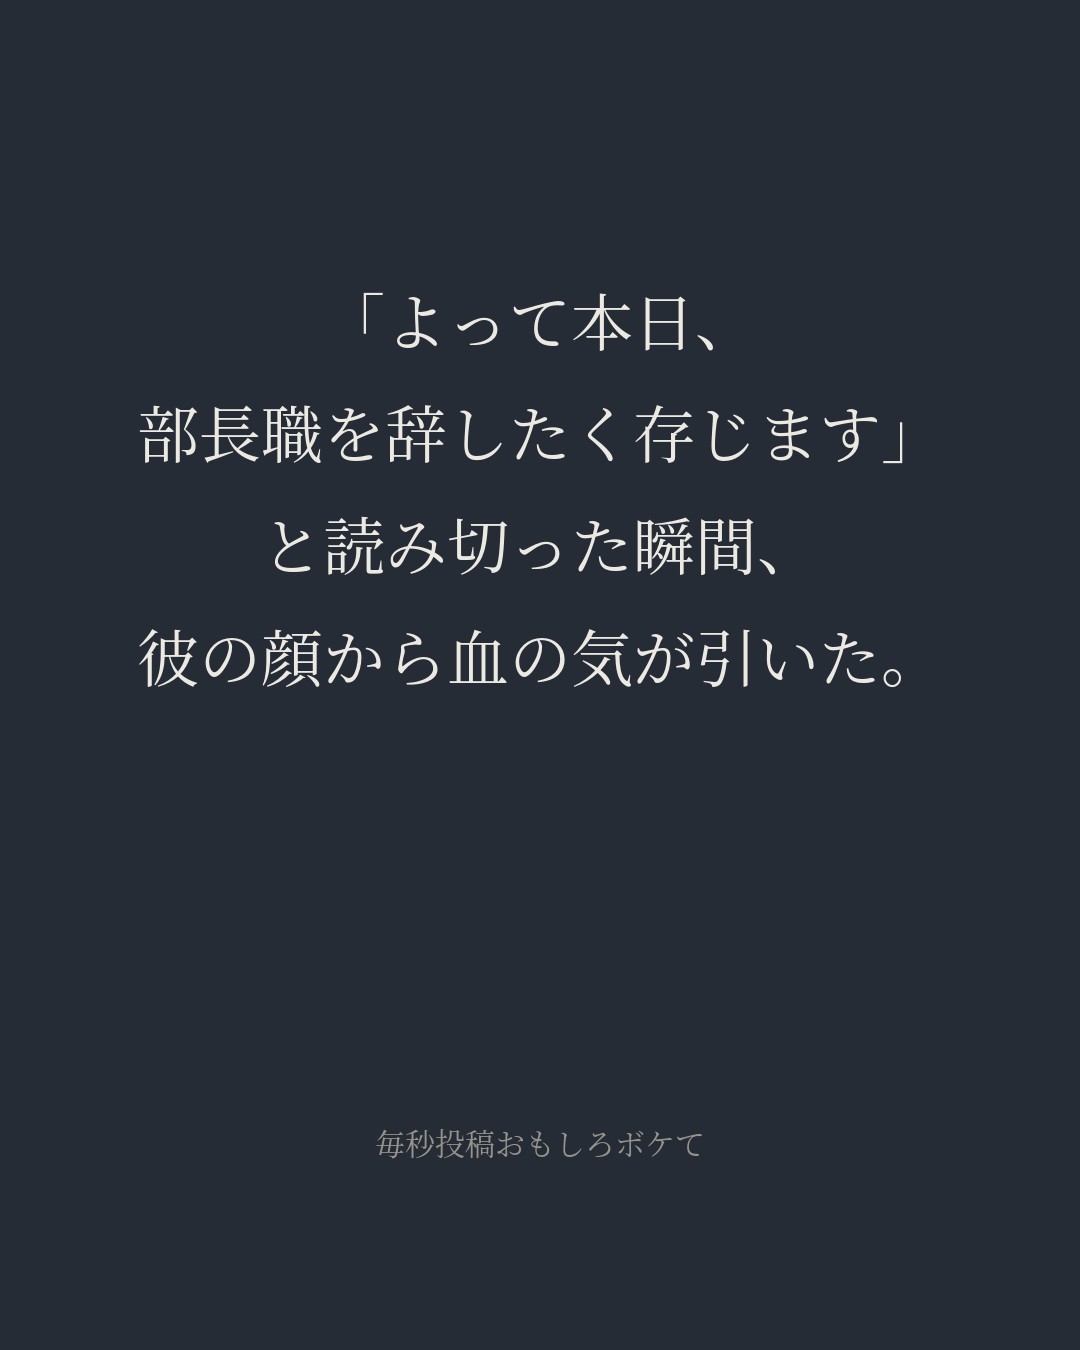 「よって本日、
部長職を辞したく存じます」
と読み切った瞬間、
彼の顔から血の気が引いた。
毎秒投稿おもしろボケて